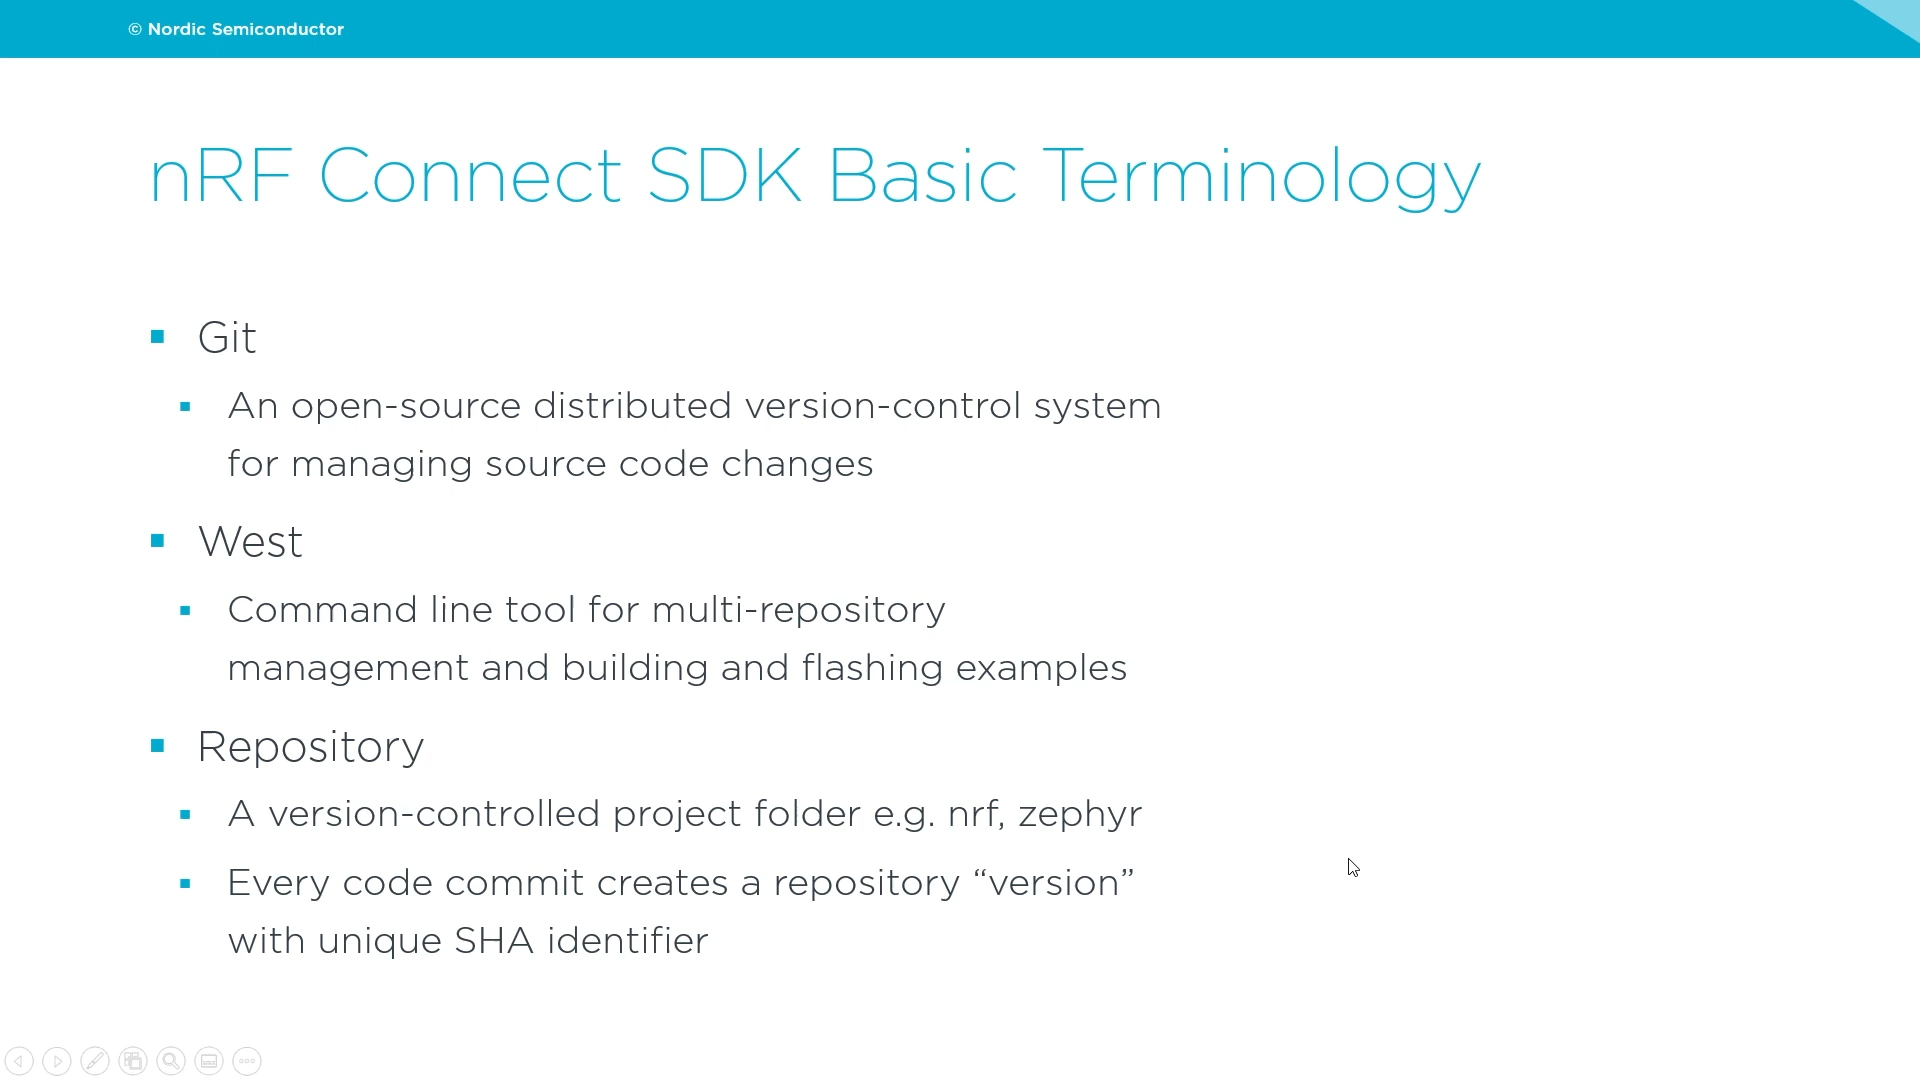 © Nordic Semiconductor
nRF Connect SDK Basic Terminology
Git
An open-source distributed version-control system
for managing source code changes
West
Command line tool for multi-repository
management and building and flashing examples
Repository
A version-controlled project folder e.g. nrf, zephyr
Every code commit creates a repository “version”
with unique SHA identifier